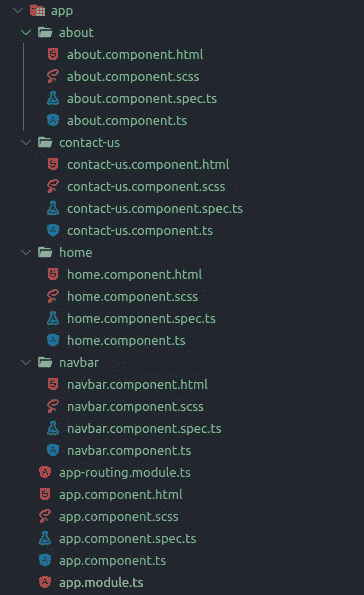 app
about
about.component.html
about.component.scss
about.component.spec.ts
about.component.ts
contact-us
contact-us.component.html
contact-us.component.scss
contact-us.component.spec.ts
contact-us.component.ts
home
home.component.html
home.component.scss
home.component.spec.ts
home.component.ts
navbar
navbar.component.html
navbar.component.scss
navbar.component.spec.ts
navbar.component.ts
app-routing.module.ts
app.component.html
app.component.scss
app.component.spec.ts
app.component.ts
app.module.ts